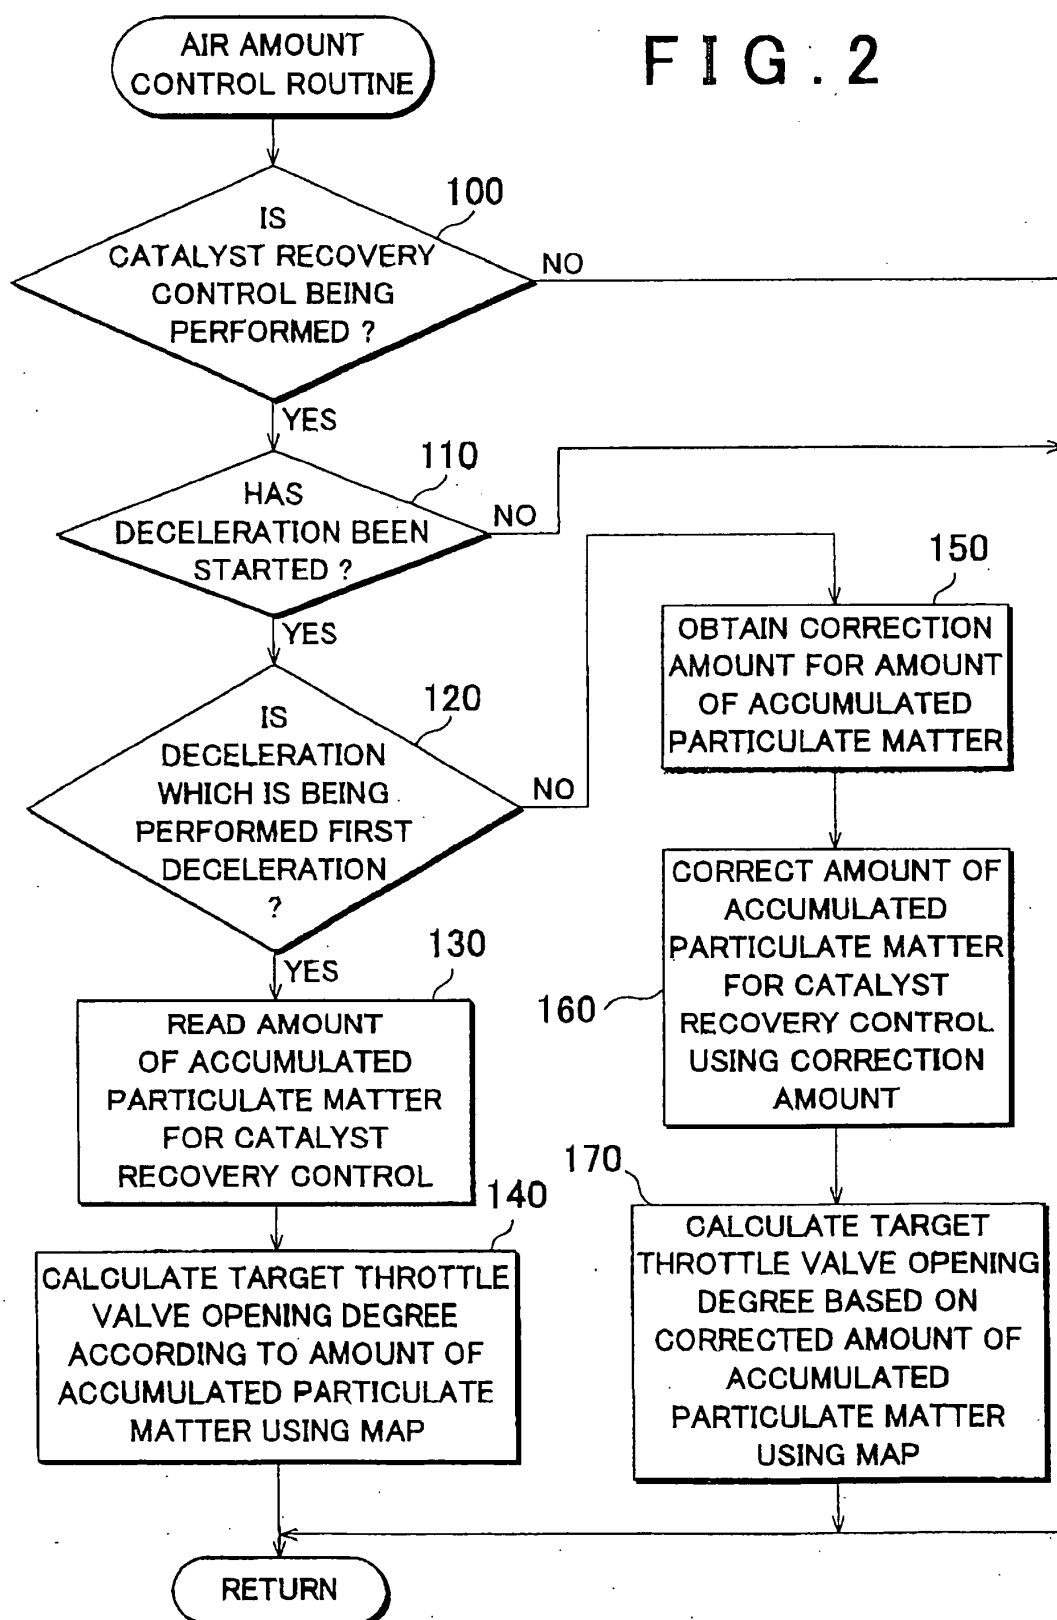 FIG.2
AIR AMOUNT
CONTROL ROUTINE
100
IS
CATALYST RECOVERY
CONTROL BEING
PERFORMED ?
NO
YES
110
HAS
DECELERATION BEEN
STARTED ?
NO
YES
120
IS
DECELERATION
WHICH IS BEING
PERFORMED FIRST
DECELERATION
?
NO
YES
130
READ AMOUNT
OF ACCUMULATED
PARTICULATE MATTER
FOR CATALYST
RECOVERY CONTROL
140
CALCULATE TARGET THROTTLE
VALVE OPENING DEGREE
ACCORDING TO AMOUNT OF
ACCUMULATED PARTICULATE
MATTER USING MAP
150
OBTAIN CORRECTION
AMOUNT FOR AMOUNT
OF ACCUMULATED
PARTICULATE MATTER
160
CORRECT AMOUNT OF
ACCUMULATED
PARTICULATE MATTER
FOR CATALYST
RECOVERY CONTROL
USING CORRECTION
AMOUNT
170
CALCULATE TARGET
THROTTLE VALVE OPENING
DEGREE BASED ON
CORRECTED AMOUNT OF
ACCUMULATED
PARTICULATE MATTER
USING MAP
RETURN